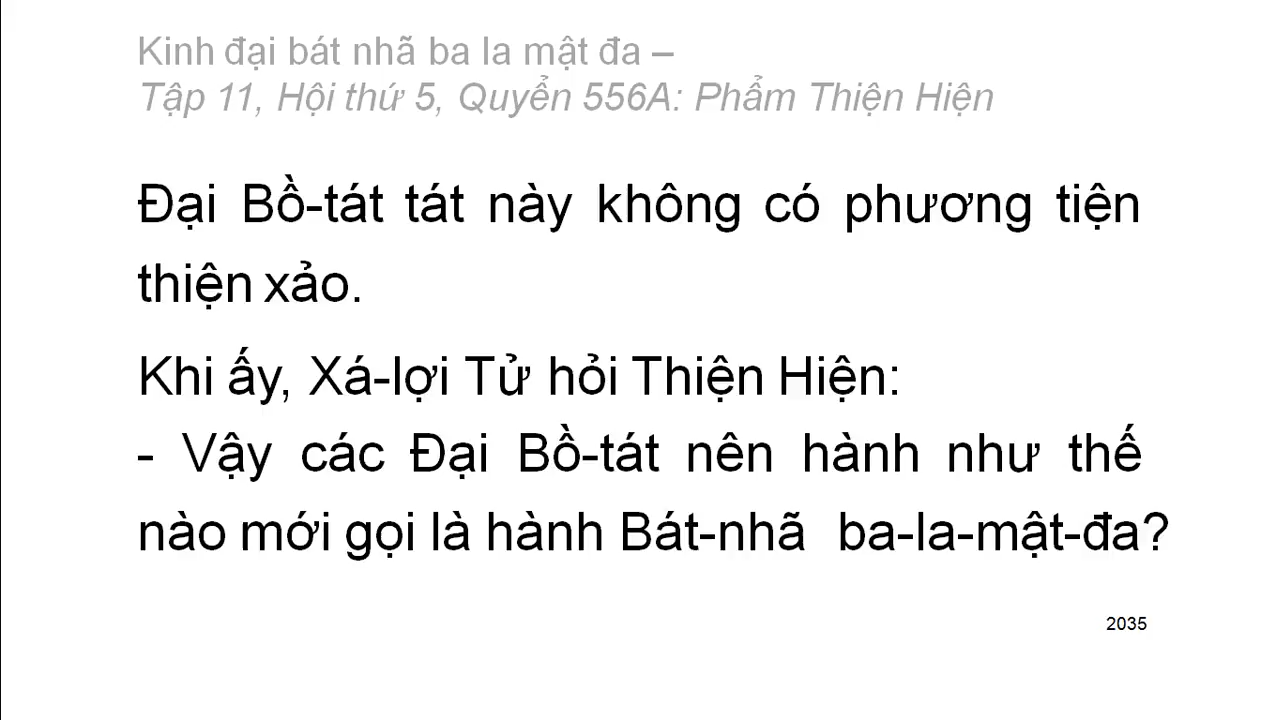 Kinh đại bát nhã ba la mật đa –
Tập 11, Hội thứ 5, Quyển 556A: Phẩm Thiện Hiện
Đại Bồ-tát tát này không có phương tiện
thiện xảo.
Khi ấy, Xá-lợi Tử hỏi Thiện Hiện:
- Vậy các Đại Bồ-tát nên hành như thế
nào mới gọi là hành Bát-nhã ba-la-mật-đa?
2035